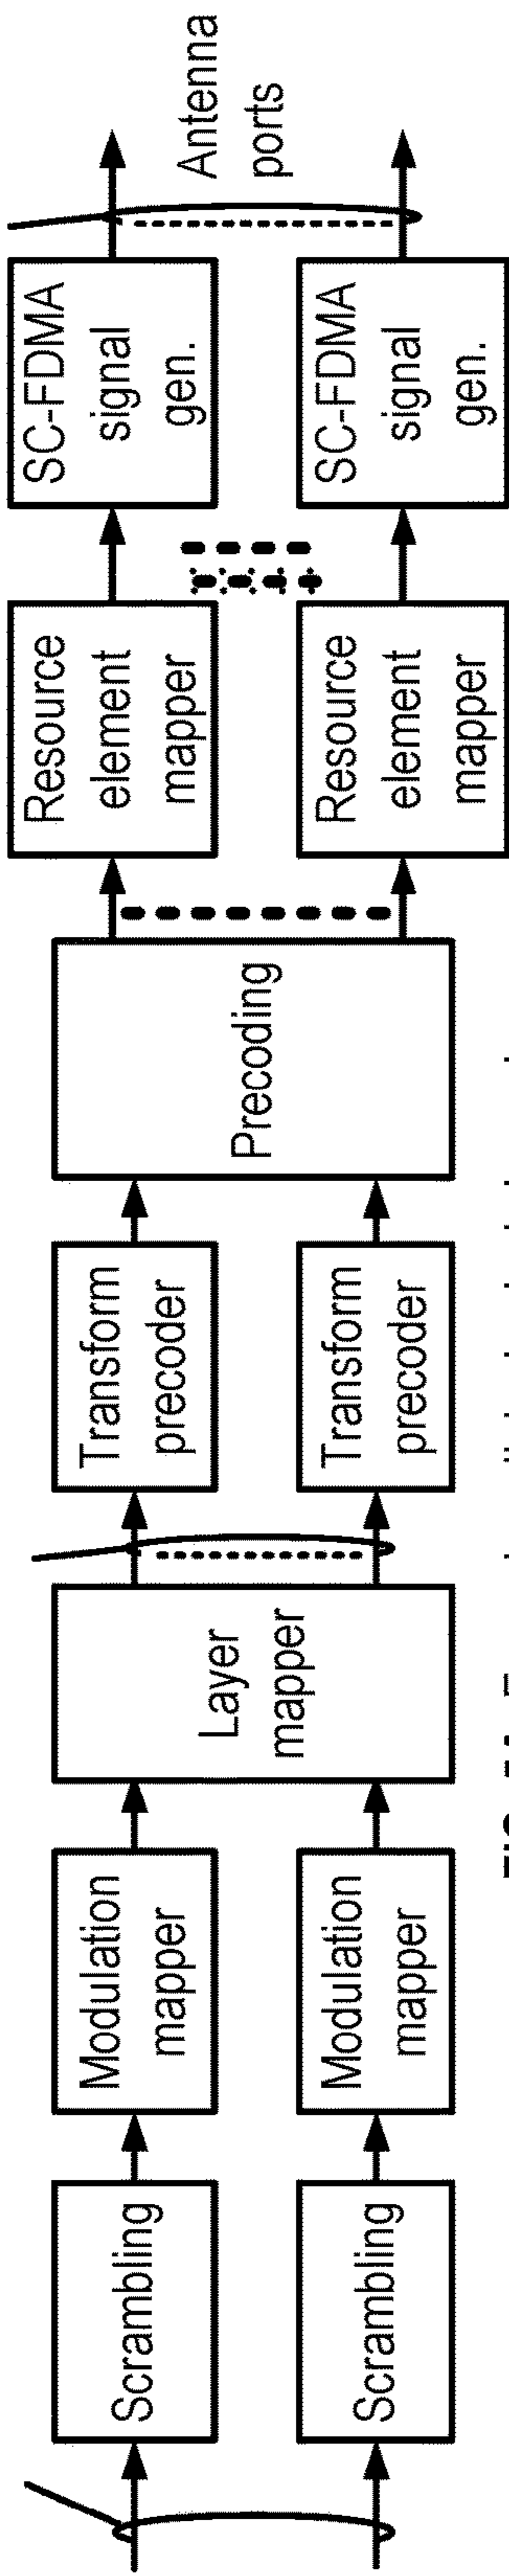 Scrambling
Modulation
mapper
Layer
mapper
Transform
precoder
Precoding
Resource
element
mapper
SC-FDMA
signal
gen.
Antenna
ports
Scrambling
Modulation
mapper
Transform
precoder
Resource
element
mapper
SC-FDMA
signal
gen.